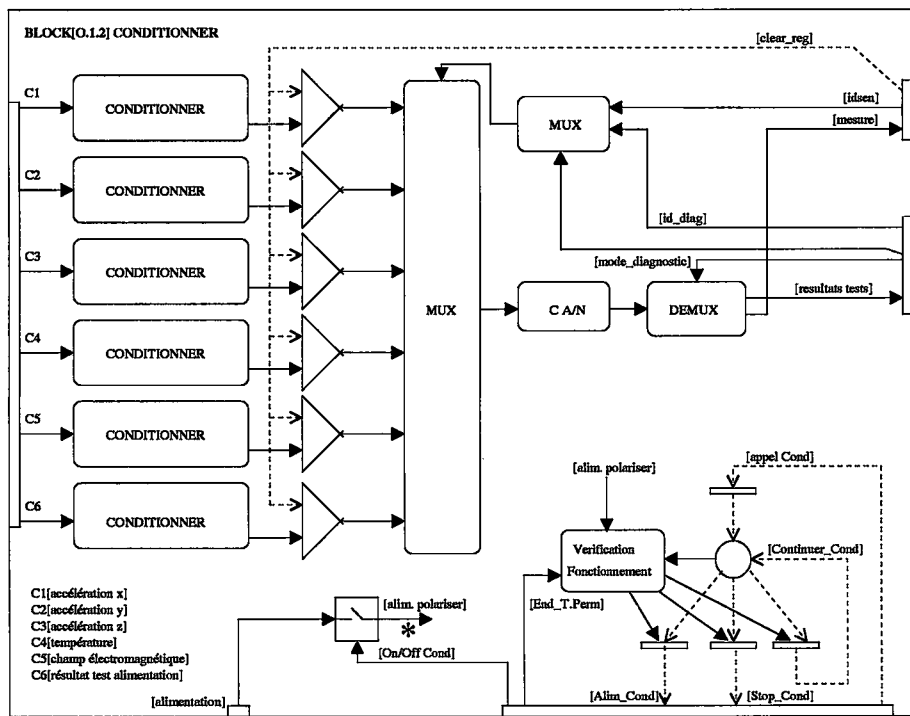 BLOCK[O.1.2] CONDITIONNER
[clear_reg]
C1
CONDITIONNER
[idsen]
MUX
[mesure]
C2
CONDITIONNER
[id_diag]
C3
CONDITIONNER
[mode_diagnostic]
[resultats tests]
MUX
C A/N
DEMUX
C4
CONDITIONNER
C5
CONDITIONNER
[appel Cond]
[alim. polariser]
C6
CONDITIONNER
Verification
Fonctionnement
[Continuer_Cond]
C1[accélération x]
C2[accélération y]
C3[accélération z]
C4[température]
C5[champ électromagnétique]
C6[résultat test alimentation]
[alim. polariser]
*
[End_T.Perm]
[On/Off Cond]
[alimentation]
[Alim_Cond]
[Stop_Cond]